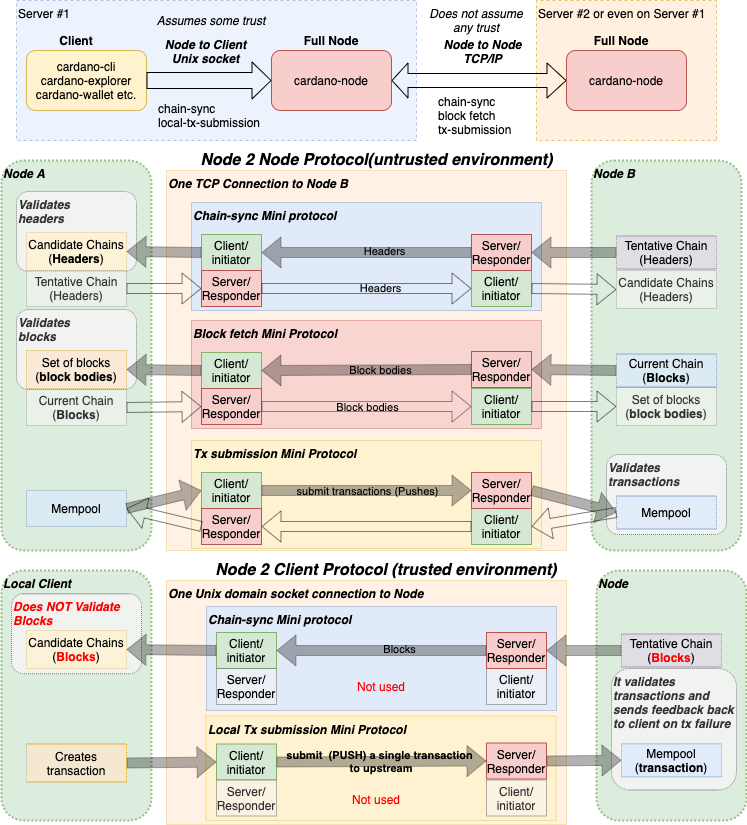 Server #1
Assumes some trust
Does not assume
any trust
Server #2 or even on Server #1
Client
Node to Client
Unix socket
Full Node
Node to Node
TCP/IP
Full Node
cardano-cli
cardano-explorer
cardano-wallet etc.
cardano-node
cardano-node
chain-sync
local-tx-submission
chain-sync
block fetch
tx-submission
Node 2 Node Protocol(untrusted environment)
Node A
One TCP Connection to Node B
Node B
Validates
headers
Chain-sync Mini protocol
Candidate Chains
(Headers)
Client/
initiator
Headers
Server/
Responder
Tentative Chain
(Headers)
Tentative Chain
(Headers)
Server/
Responder
Headers
Client/
initiator
Candidate Chains
(Headers)
Validates
blocks
Block fetch Mini Protocol
Set of blocks
(block bodies)
Client/
initiator
Block bodies
Server/
Responder
Current Chain
(Blocks)
Current Chain
(Blocks)
Server/
Responder
Block bodies
Client/
initiator
Set of blocks
(block bodies)
Tx submission Mini Protocol
Validates
transactions
Client/
initiator
submit transactions (Pushes)
Server/
Responder
Mempool
Mempool
Server/
Responder
Client/
initiator
Node 2 Client Protocol (trusted environment)
Local Client
One Unix domain socket connection to Node
Node
Does NOT Validate
Blocks
Chain-sync Mini protocol
Candidate Chains
(Blocks)
Client/
initiator
Blocks
Server/
Responder
Tentative Chain
(Blocks)
Server/
Responder
Not used
Client/
initiator
It validates
transactions and
sends feedback back
to client on tx failure
Local Tx submission Mini Protocol
Creates
transaction
Client/
initiator
submit (PUSH) a single transaction
to upstream
Server/
Responder
Mempool
(transaction)
Server/
Responder
Not used
Client/
initiator